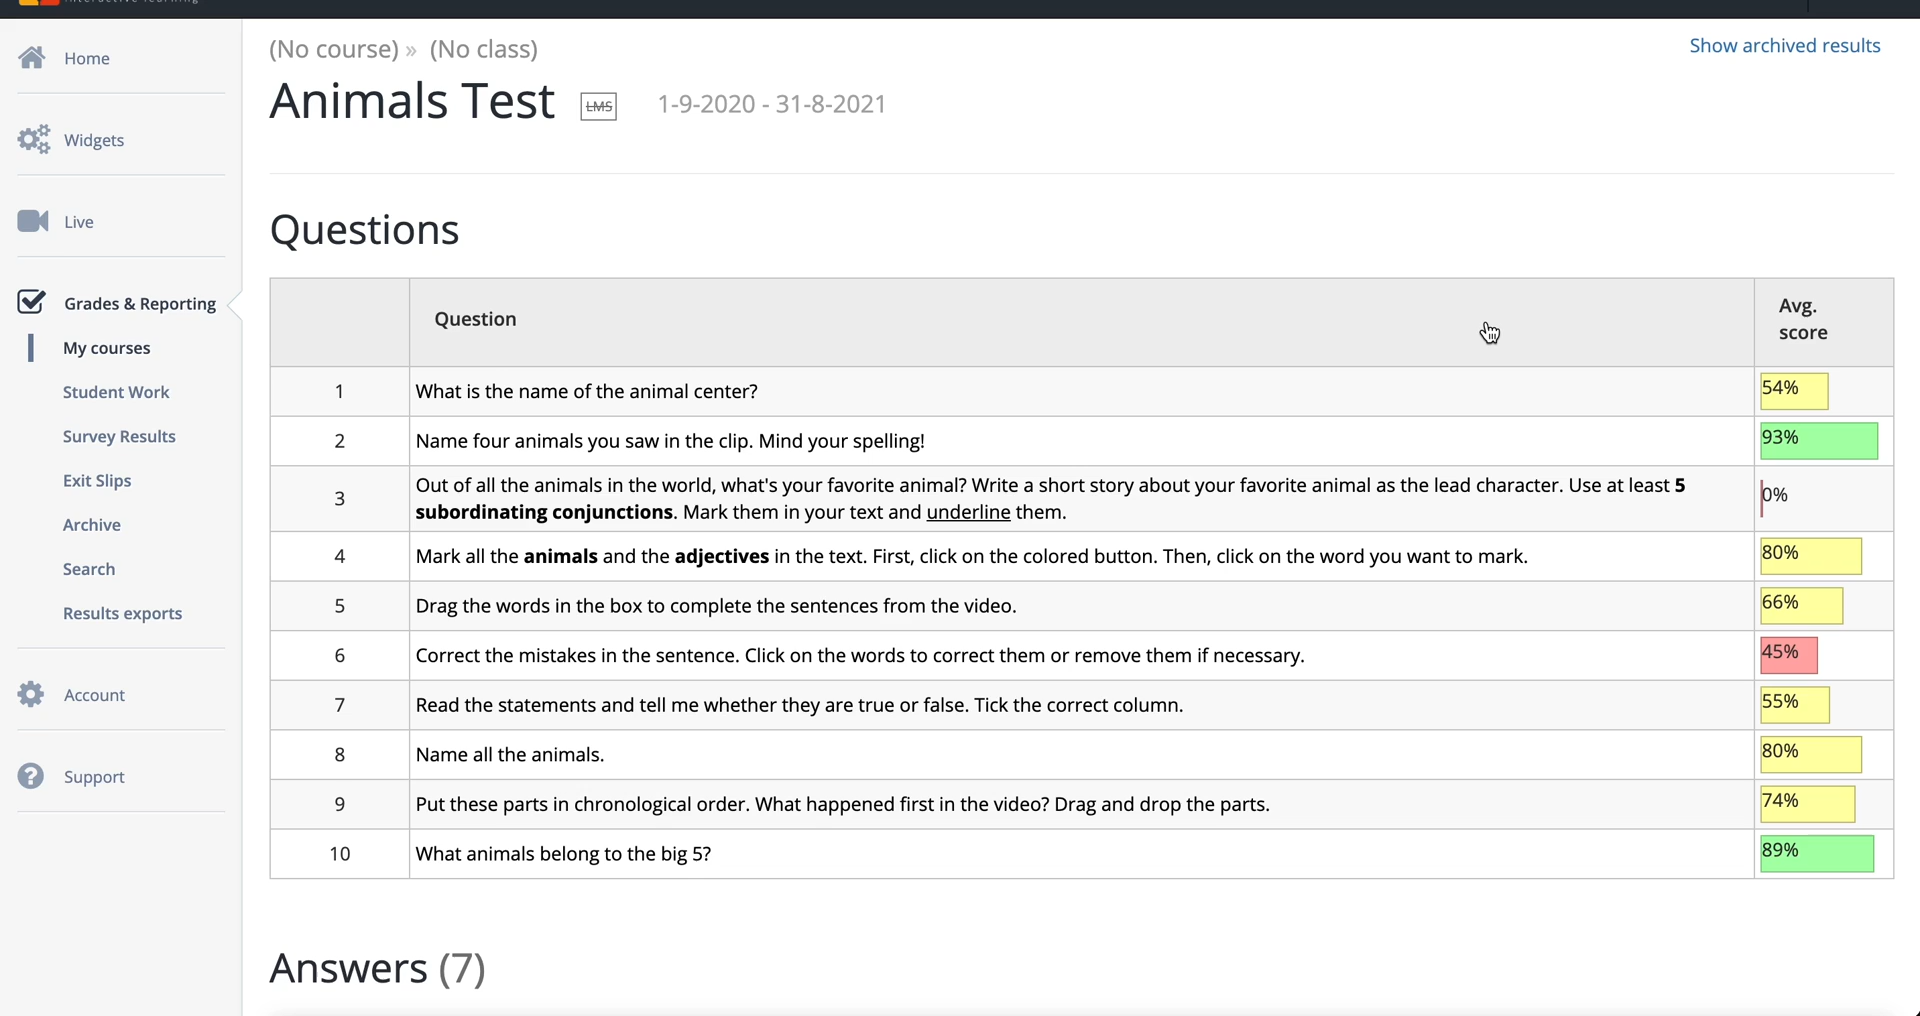 Home
Widgets
Live
Grades & Reporting
My courses
Student Work
Survey Results
Exit Slips
Archive
Search
Results exports
Account
Support
(No course) » (No class)
Show archived results
Animals Test LMS 1-9-2020 - 31-8-2021
Questions
Question Avg.
score
1 What is the name of the animal center? 54%
2 Name four animals you saw in the clip. Mind your spelling! 93%
3 Out of all the animals in the world, what's your favorite animal? Write a short story about your favorite animal as the lead character. Use at least 5
subordinating conjunctions. Mark them in your text and underline them. 0%
4 Mark all the animals and the adjectives in the text. First, click on the colored button. Then, click on the word you want to mark. 80%
5 Drag the words in the box to complete the sentences from the video. 66%
6 Correct the mistakes in the sentence. Click on the words to correct them or remove them if necessary. 45%
7 Read the statements and tell me whether they are true or false. Tick the correct column. 55%
8 Name all the animals. 80%
9 Put these parts in chronological order. What happened first in the video? Drag and drop the parts. 74%
10 What animals belong to the big 5? 89%
Answers (7)